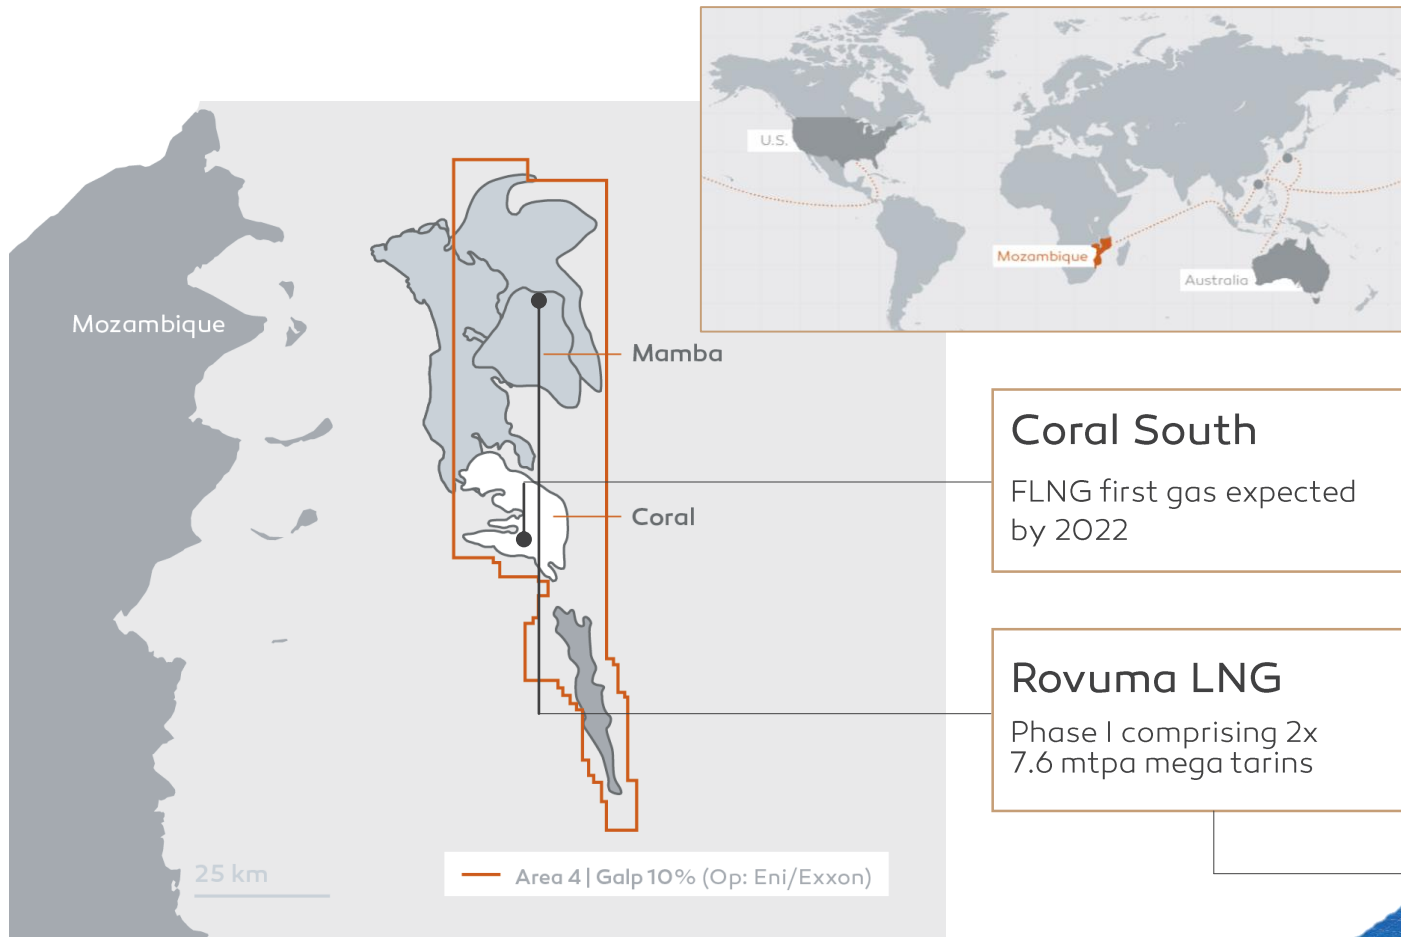 U.S.
Mozambique
Australia
Mozambique
Mamba
Coral
Coral South
FLNG first gas expected
by 2022
Rovuma LNG
Phase I comprising 2x
7.6 mtpa mega tarins
25 km
Area 4 | Galp 10% (Op: Eni/Exxon)